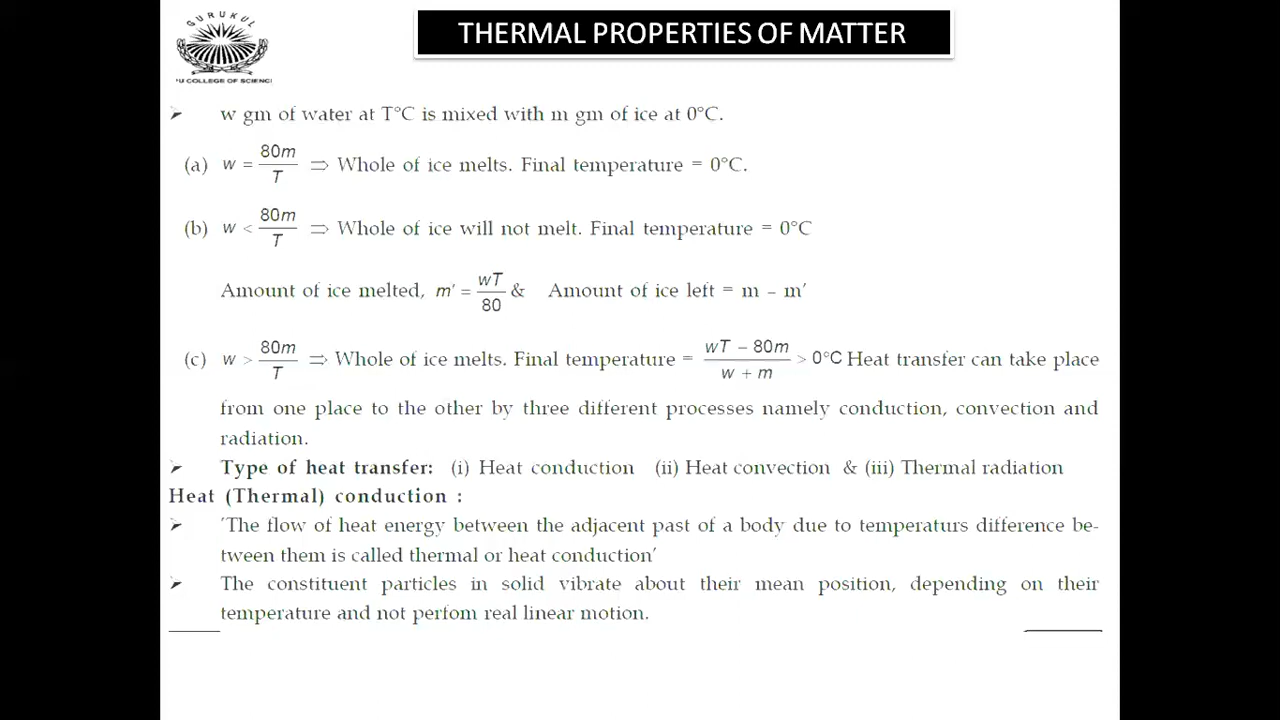 GURUKUL
PU COLLEGE OF SCIENCE
THERMAL PROPERTIES OF MATTER
➢ w gm of water at T°C is mixed with m gm of ice at 0°C.
(a) w = 80m/T ⇒ Whole of ice melts. Final temperature = 0°C.
(b) w < 80m/T ⇒ Whole of ice will not melt. Final temperature = 0°C
Amount of ice melted, m′ = wT/80 & Amount of ice left = m – m′
(c) w > 80m/T ⇒ Whole of ice melts. Final temperature = (wT − 80m)/(w + m) > 0°C Heat transfer can take place
from one place to the other by three different processes namely conduction, convection and
radiation.
➢ Type of heat transfer: (i) Heat conduction (ii) Heat convection & (iii) Thermal radiation
Heat (Thermal) conduction :
➢ 'The flow of heat energy between the adjacent past of a body due to temperaturs difference be-
tween them is called thermal or heat conduction'
➢ The constituent particles in solid vibrate about their mean position, depending on their
temperature and not perfom real linear motion.